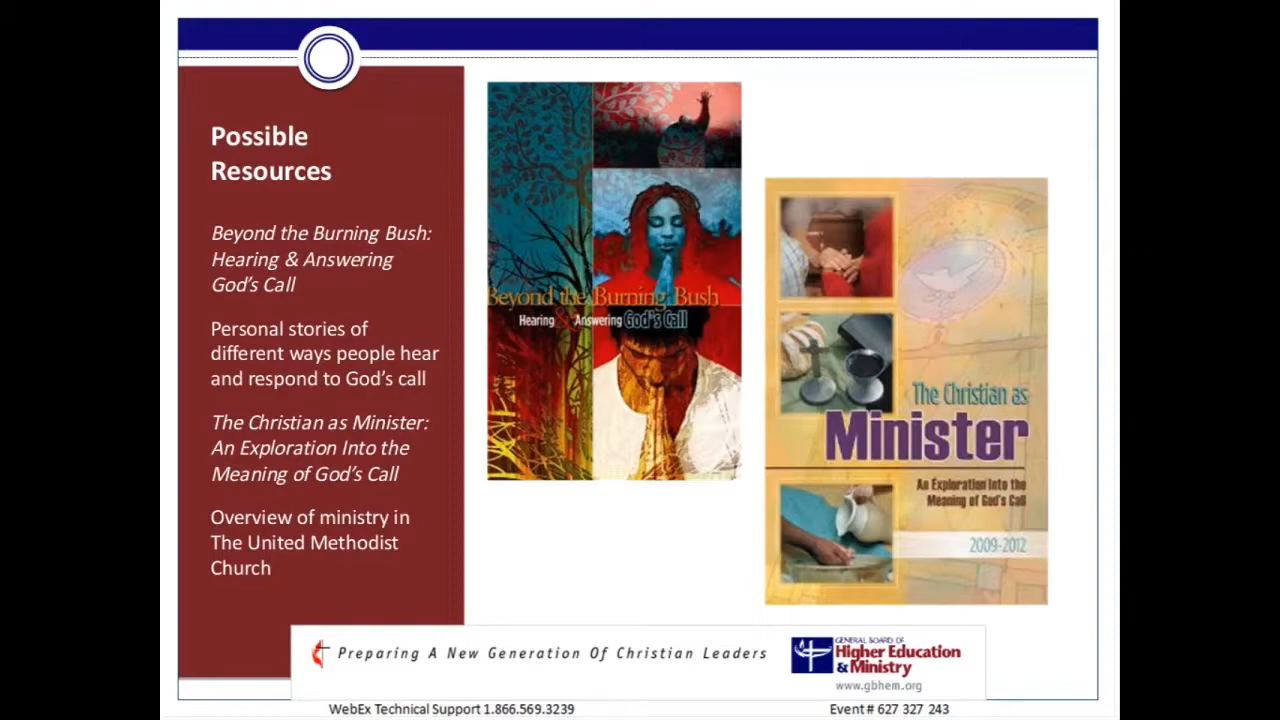 Possible
Resources
Beyond the Burning Bush:
Hearing & Answering
God's Call
Personal stories of
different ways people hear
and respond to God's call
The Christian as Minister:
An Exploration Into the
Meaning of God's Call
Overview of ministry in
The United Methodist
Church
Beyond the Burning Bush
Hearing & Answering God's Call
The Christian as
Minister
An Exploration Into the
Meaning of God's Call
2009-2012
Preparing A New Generation Of Christian Leaders
GENERAL BOARD OF
Higher Education
& Ministry
www.gbhem.org
WebEx Technical Support 1.866.569.3239
Event # 627 327 243